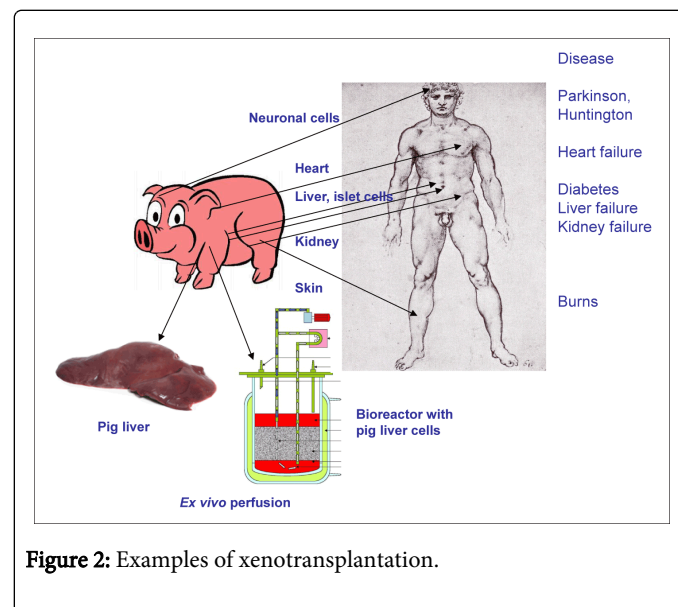 Disease
Neuronal cells
Parkinson,
Huntington
Heart
Heart failure
Liver, islet cells
Diabetes
Liver failure
Kidney
Kidney failure
Skin
Burns
Pig liver
Bioreactor with
pig liver cells
Ex vivo perfusion
Figure 2: Examples of xenotransplantation.